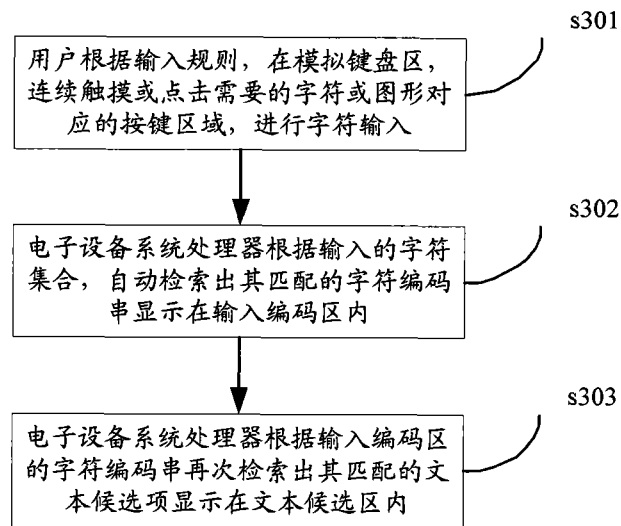 s301
用户根据输入规则，在模拟键盘区，
连续触摸或点击需要的字符或图形对
应的按键区域，进行字符输入
s302
电子设备系统处理器根据输入的字符
集合，自动检索出其匹配的字符编码
串显示在输入编码区内
s303
电子设备系统处理器根据输入编码区
的字符编码串再次检索出其匹配的文
本候选项显示在文本候选区内